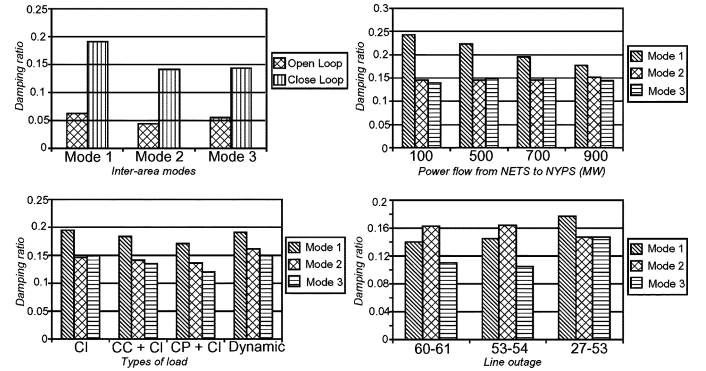 Damping ratio
0.25
0.2
0.15
0.1
0.05
0
Mode 1 Mode 2 Mode 3
Inter-area modes
Open Loop
Close Loop
Damping ratio
0.3
0.25
0.2
0.15
0.1
0.05
0
100 500 700 900
Power flow from NETS to NYPS (MW)
Mode 1
Mode 2
Mode 3
Damping ratio
0.25
0.2
0.15
0.1
0.05
0
CI CC + CI CP + CI Dynamic
Types of load
Mode 1
Mode 2
Mode 3
Damping ratio
0.2
0.16
0.12
0.08
0.04
0
60-61 53-54 27-53
Line outage
Mode 1
Mode 2
Mode 3